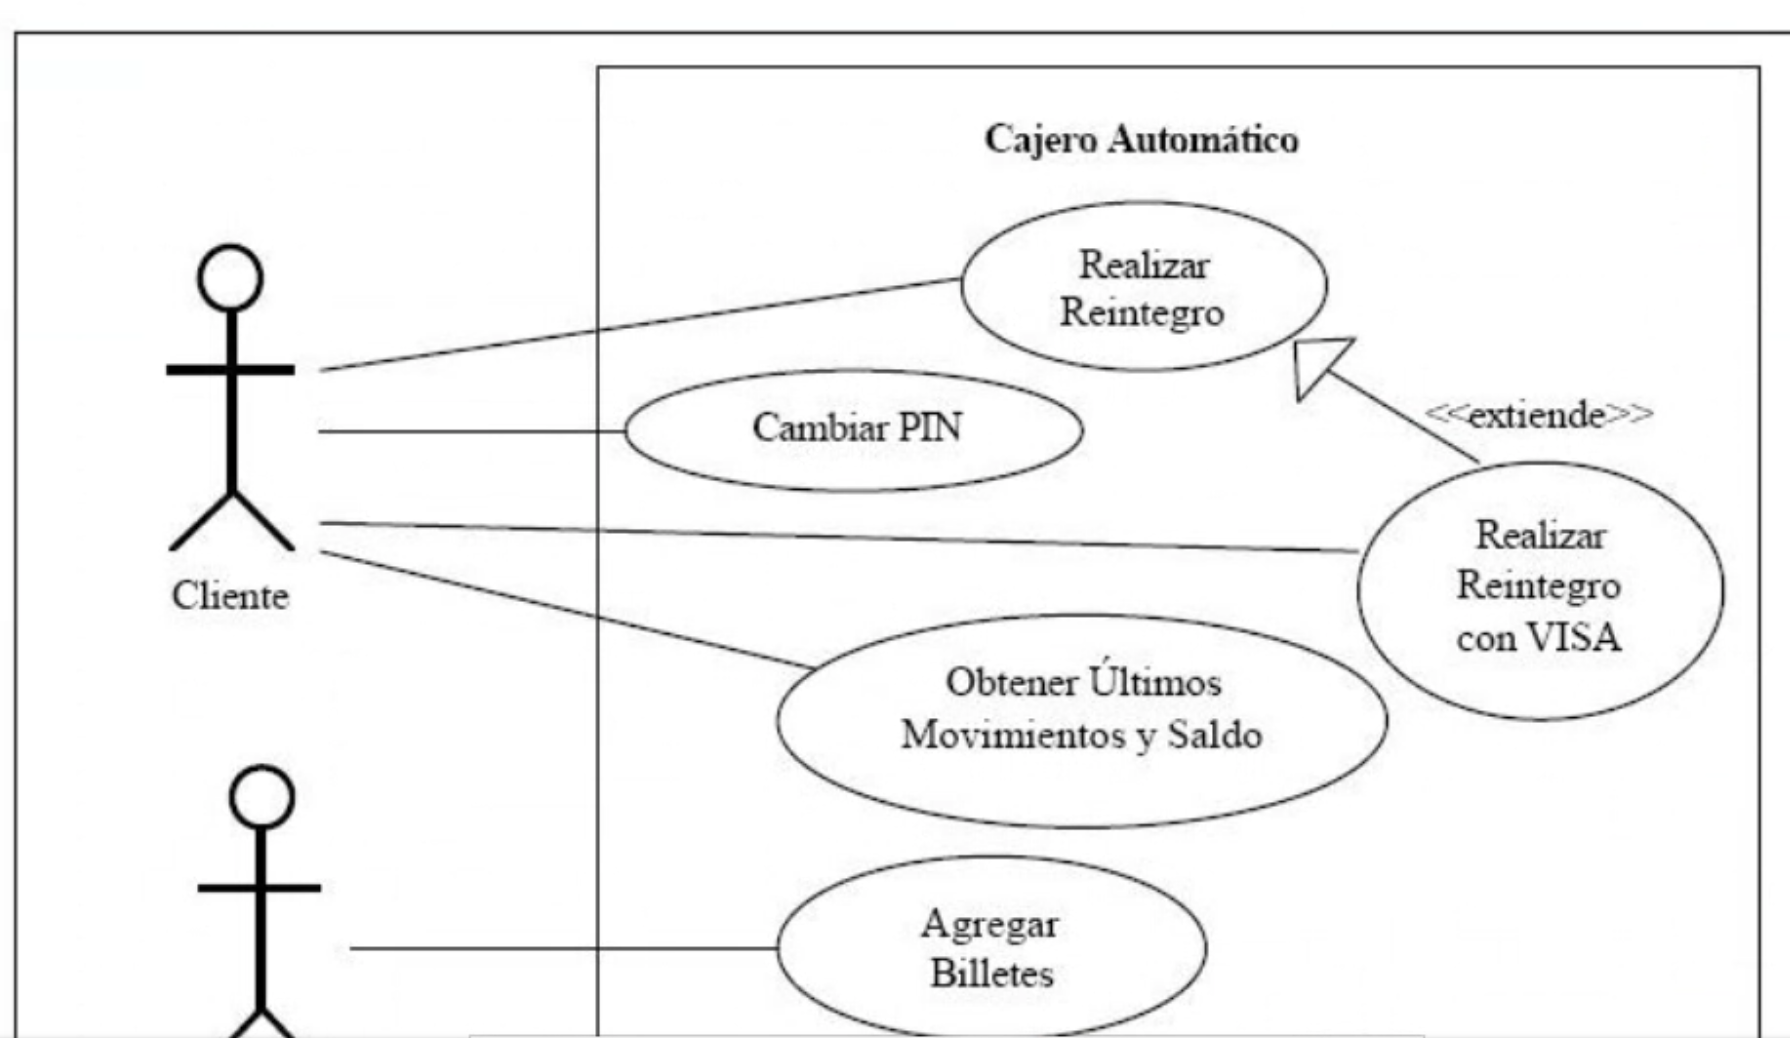 Cajero Automático
Realizar
Reintegro
Cambiar PIN
<<extiende>>
Realizar
Reintegro
con VISA
Cliente
Obtener Últimos
Movimientos y Saldo
Agregar
Billetes